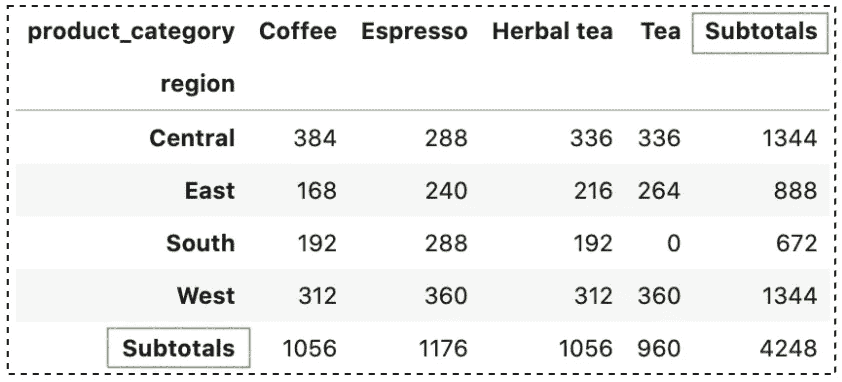 product_category Coffee Espresso Herbal tea Tea Subtotals
region
Central 384 288 336 336 1344
East 168 240 216 264 888
South 192 288 192 0 672
West 312 360 312 360 1344
Subtotals 1056 1176 1056 960 4248